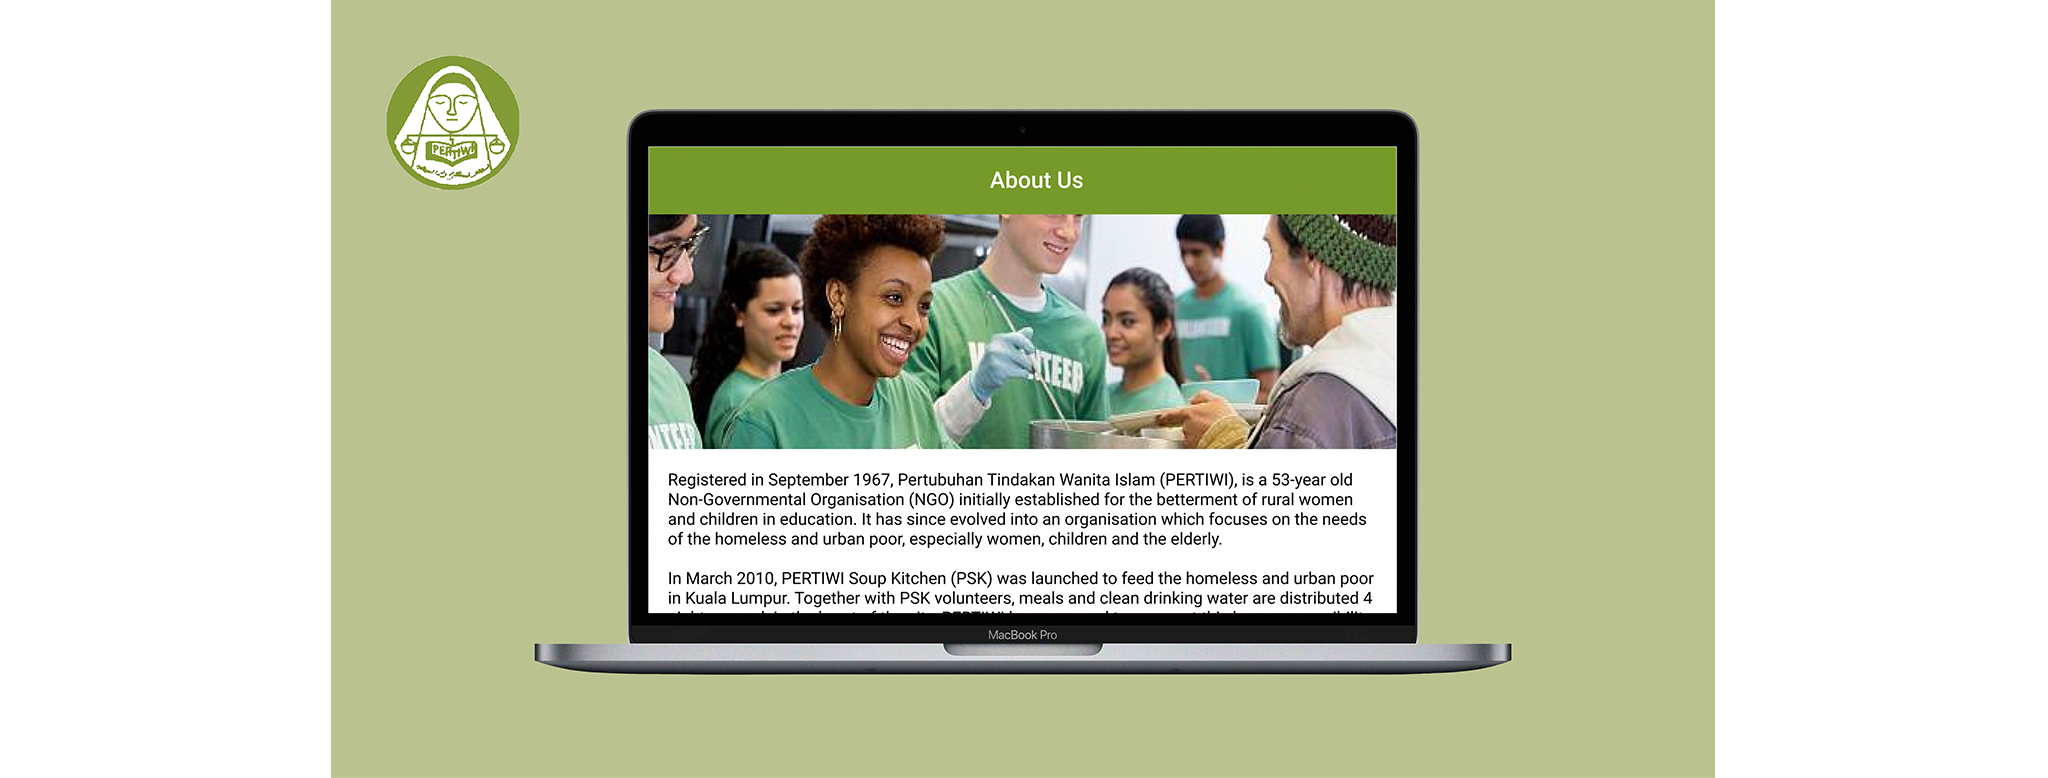 PERTIWI
About Us
VOLUNTEER
VOLUNTEER
Registered in September 1967, Pertubuhan Tindakan Wanita Islam (PERTIWI), is a 53-year old
Non-Governmental Organisation (NGO) initially established for the betterment of rural women
and children in education. It has since evolved into an organisation which focuses on the needs
of the homeless and urban poor, especially women, children and the elderly.
In March 2010, PERTIWI Soup Kitchen (PSK) was launched to feed the homeless and urban poor
in Kuala Lumpur. Together with PSK volunteers, meals and clean drinking water are distributed 4
MacBook Pro